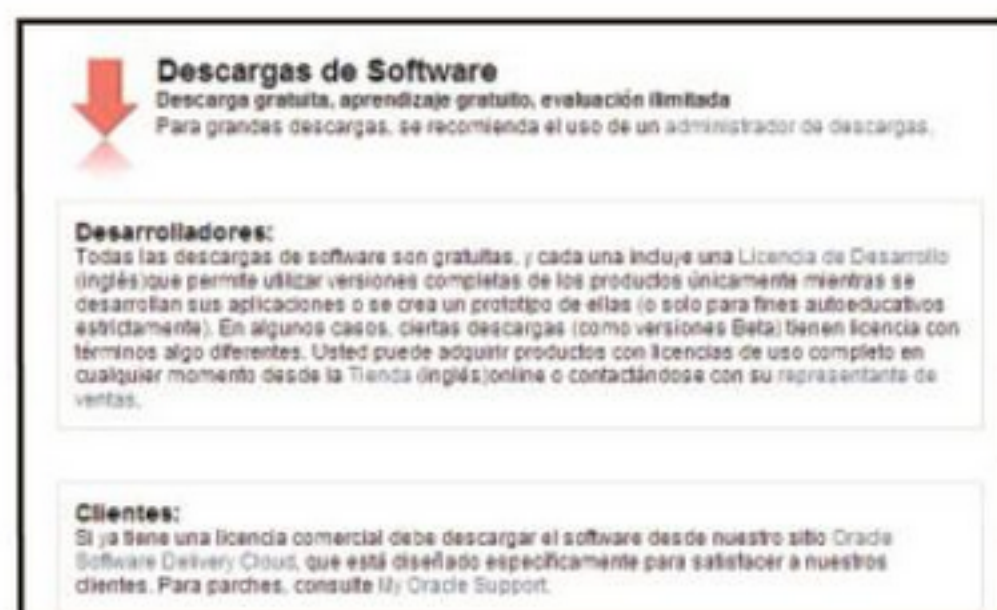 Descargas de Software
Descarga gratuita, aprendizaje gratuito, evaluación ilimitada
Para grandes descargas, se recomienda el uso de un administrador de descargas.
Desarrolladores:
Todas las descargas de software son gratuitas, y cada una incluye una Licencia de Desarrollo
(inglés)que permite utilizar versiones completas de los productos únicamente mientras se
desarrollan sus aplicaciones o se crea un prototipo de ellas (o solo para fines autoeducativos
estrictamente). En algunos casos, ciertas descargas (como versiones Beta) tienen licencia con
términos algo diferentes. Usted puede adquirir productos con licencias de uso completo en
cualquier momento desde la Tienda (inglés)online o contactándose con su representante de
ventas.
Clientes:
Si ya tiene una licencia comercial debe descargar el software desde nuestro sitio Oracle
Software Delivery Cloud, que está diseñado específicamente para satisfacer a nuestros
clientes. Para parches, consulte My Oracle Support.